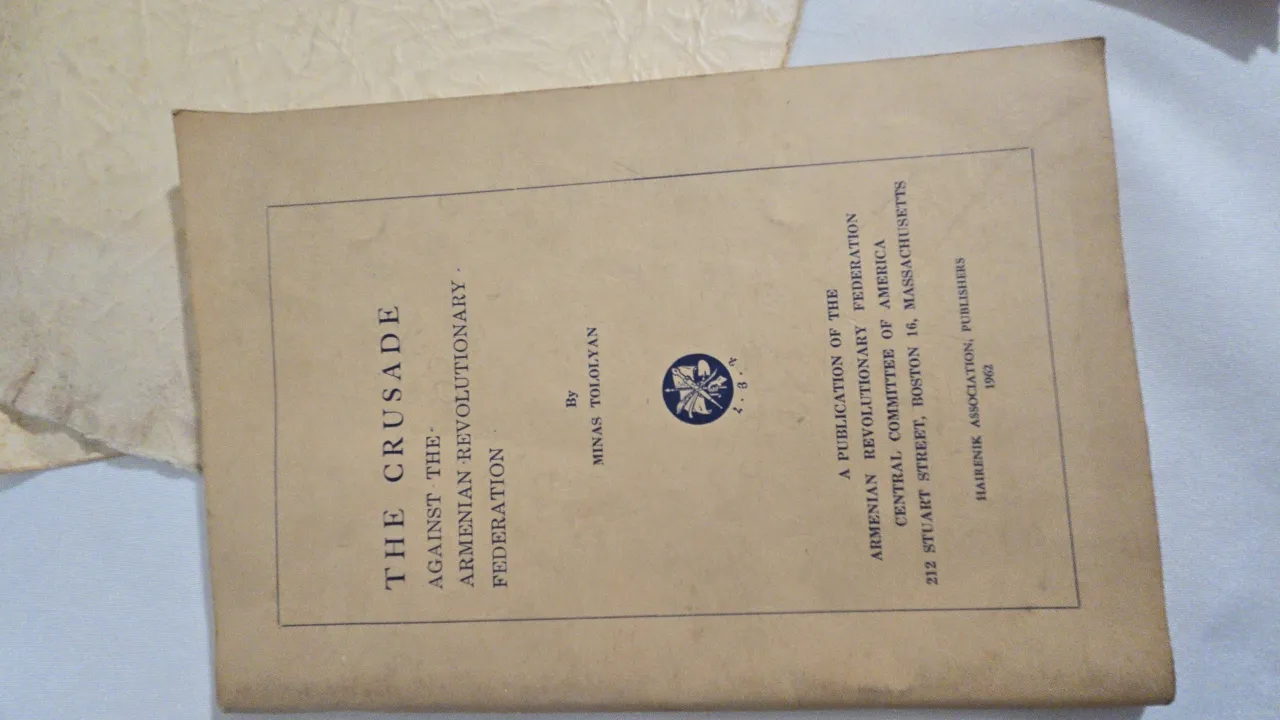 THE CRUSADE
AGAINST THE
ARMENIAN REVOLUTIONARY
FEDERATION
By
MINAS TOLOLYAN
Հ. Յ. Դ.
A PUBLICATION OF THE
ARMENIAN REVOLUTIONARY FEDERATION
CENTRAL COMMITTEE OF AMERICA
212 STUART STREET, BOSTON 16, MASSACHUSETTS
HAIRENIK ASSOCIATION, PUBLISHERS
1962